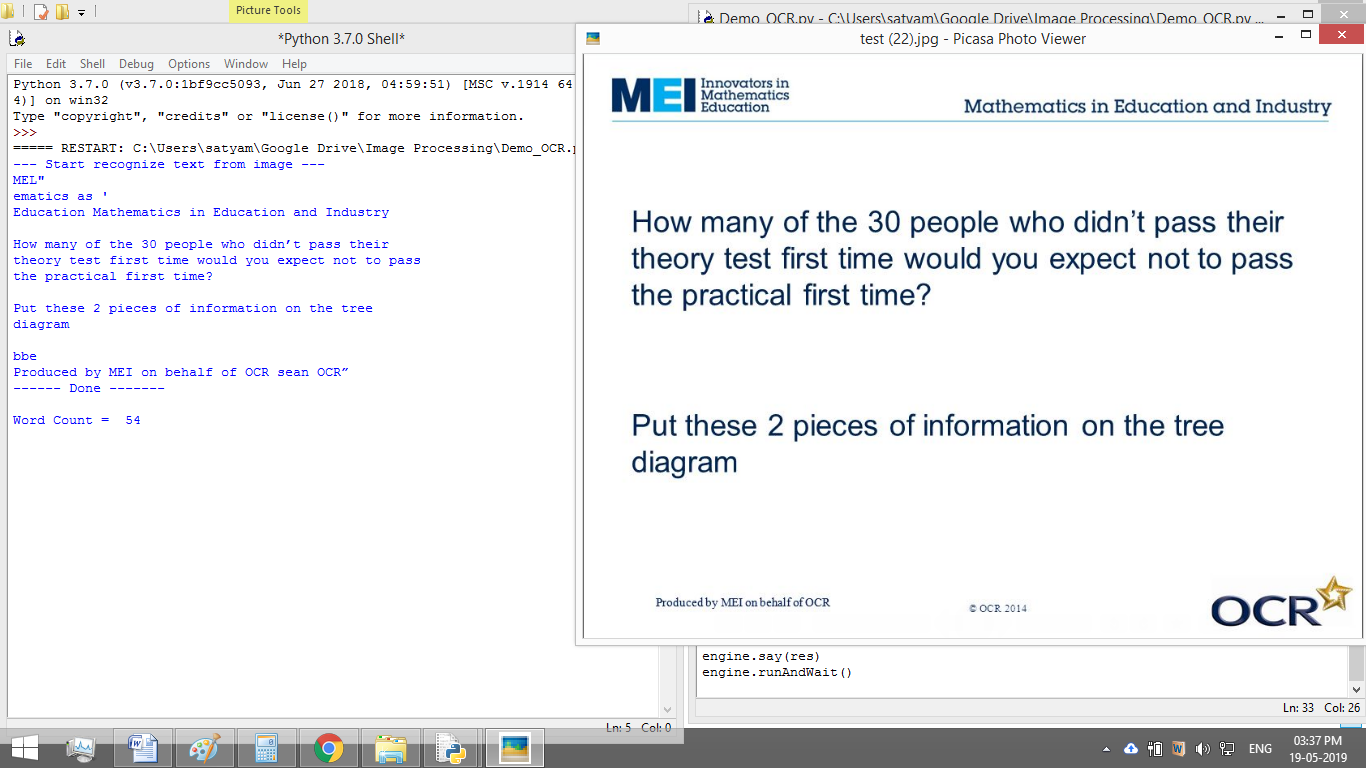 Picture Tools
Demo_OCR.py - C:\Users\satyam\Google Drive\Image Processing\Demo_OCR.py ...
*Python 3.7.0 Shell*
File Edit Shell Debug Options Window Help
Python 3.7.0 (v3.7.0:1bf9cc5093, Jun 27 2018, 04:59:51) [MSC v.1914 64
4)] on win32
Type "copyright", "credits" or "license()" for more information.
>>>
===== RESTART: C:\Users\satyam\Google Drive\Image Processing\Demo_OCR.p
--- Start recognize text from image ---
MEL"
ematics as '
Education Mathematics in Education and Industry
How many of the 30 people who didn’t pass their
theory test first time would you expect not to pass
the practical first time?
Put these 2 pieces of information on the tree
diagram
bbe
Produced by MEI on behalf of OCR sean OCR”
------ Done -------
Word Count =  54
Ln: 5 Col: 0
test (22).jpg - Picasa Photo Viewer
MEI
Innovators in
Mathematics
Education
Mathematics in Education and Industry
How many of the 30 people who didn’t pass their
theory test first time would you expect not to pass
the practical first time?
Put these 2 pieces of information on the tree
diagram
Produced by MEI on behalf of OCR
© OCR 2014
OCR
engine.say(res)
engine.runAndWait()
Ln: 33 Col: 26
ENG
03:37 PM
19-05-2019